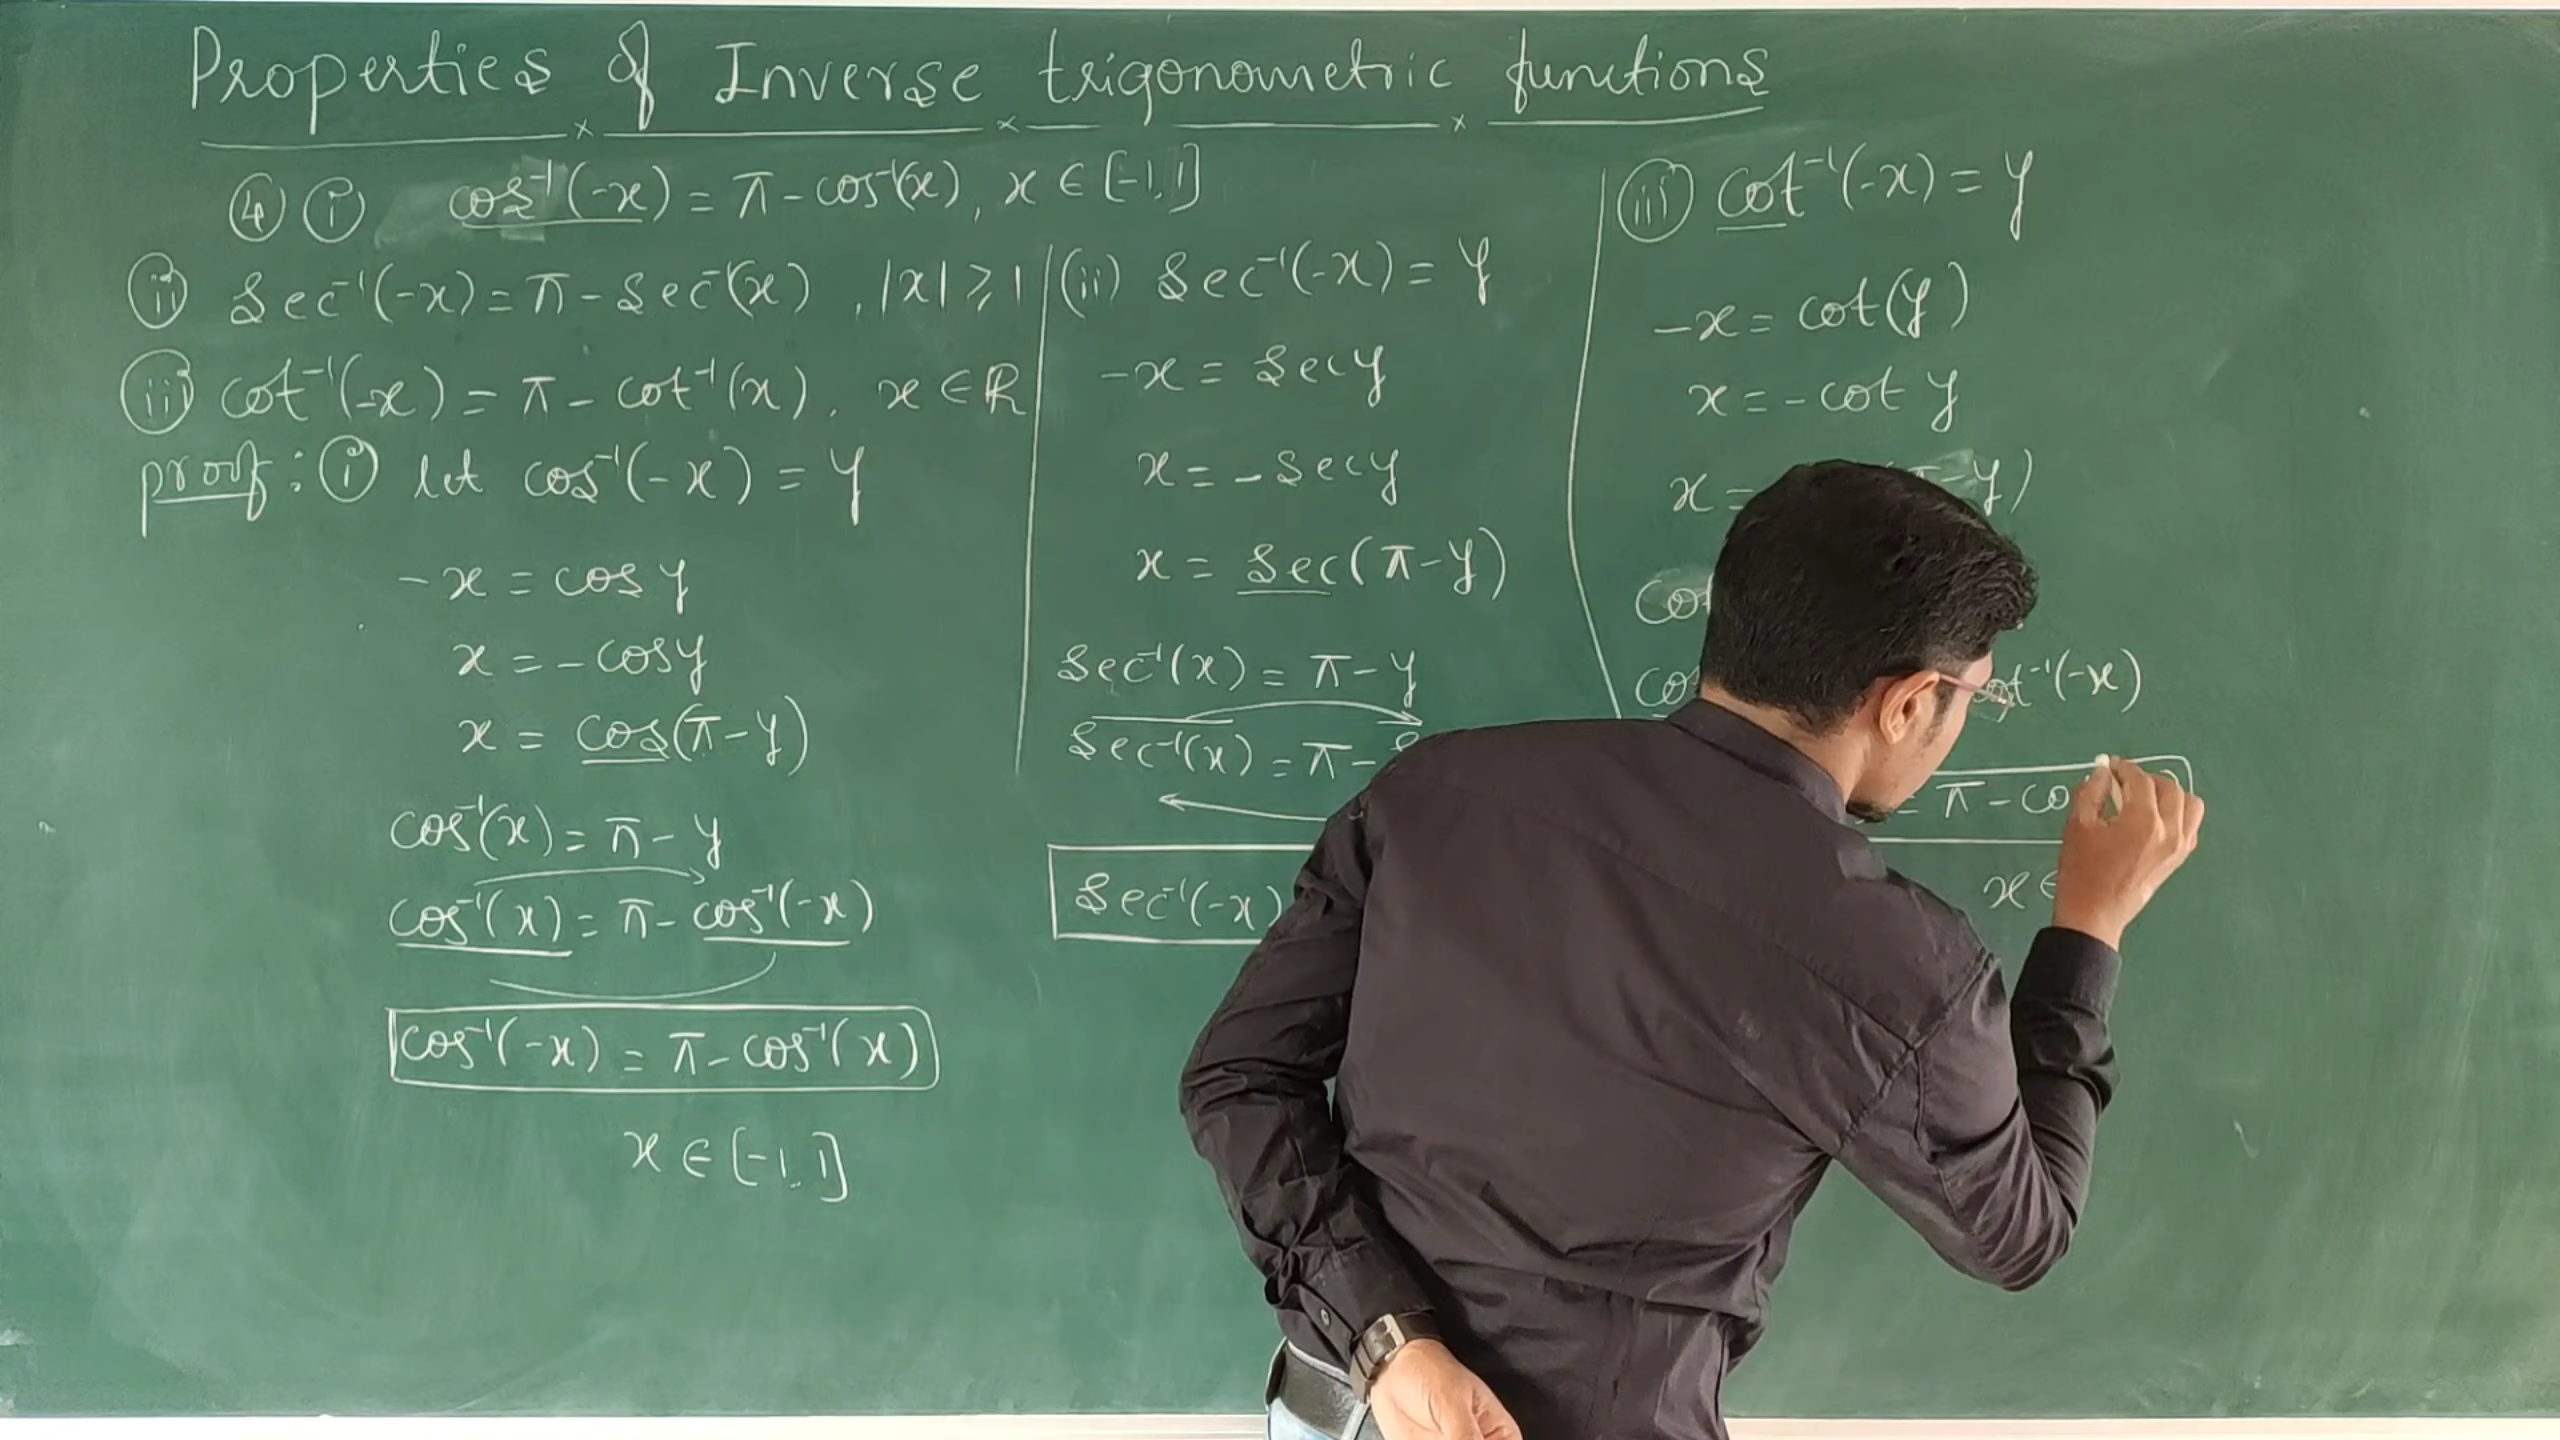 Properties of Inverse trigonometric functions
④ ⓘ cos⁻¹(-x) = π - cos⁻¹(x), x ∈ [-1,1]
ⓘⓘ Sec⁻¹(-x) = π - Sec⁻¹(x), |x| ≥ 1
ⓘⓘⓘ cot⁻¹(-x) = π - cot⁻¹(x), x ∈ R
proof: ⓘ let cos⁻¹(-x) = y
-x = cos y
x = -cos y
x = cos(π-y)
cos⁻¹(x) = π - y
cos⁻¹(x) = π - cos⁻¹(-x)
cos⁻¹(-x) = π - cos⁻¹(x)
x ∈ [-1,1]
(ii) Sec⁻¹(-x) = y
-x = Sec y
x = -Sec y
x = Sec(π-y)
Sec⁻¹(x) = π - y
Sec⁻¹(x) = π -
Sec⁻¹(-x)
ⓘⓘⓘ cot⁻¹(-x) = y
-x = cot(y)
x = -cot y
x = -y)
cot
co cot⁻¹(-x)
= π - co
x ∈